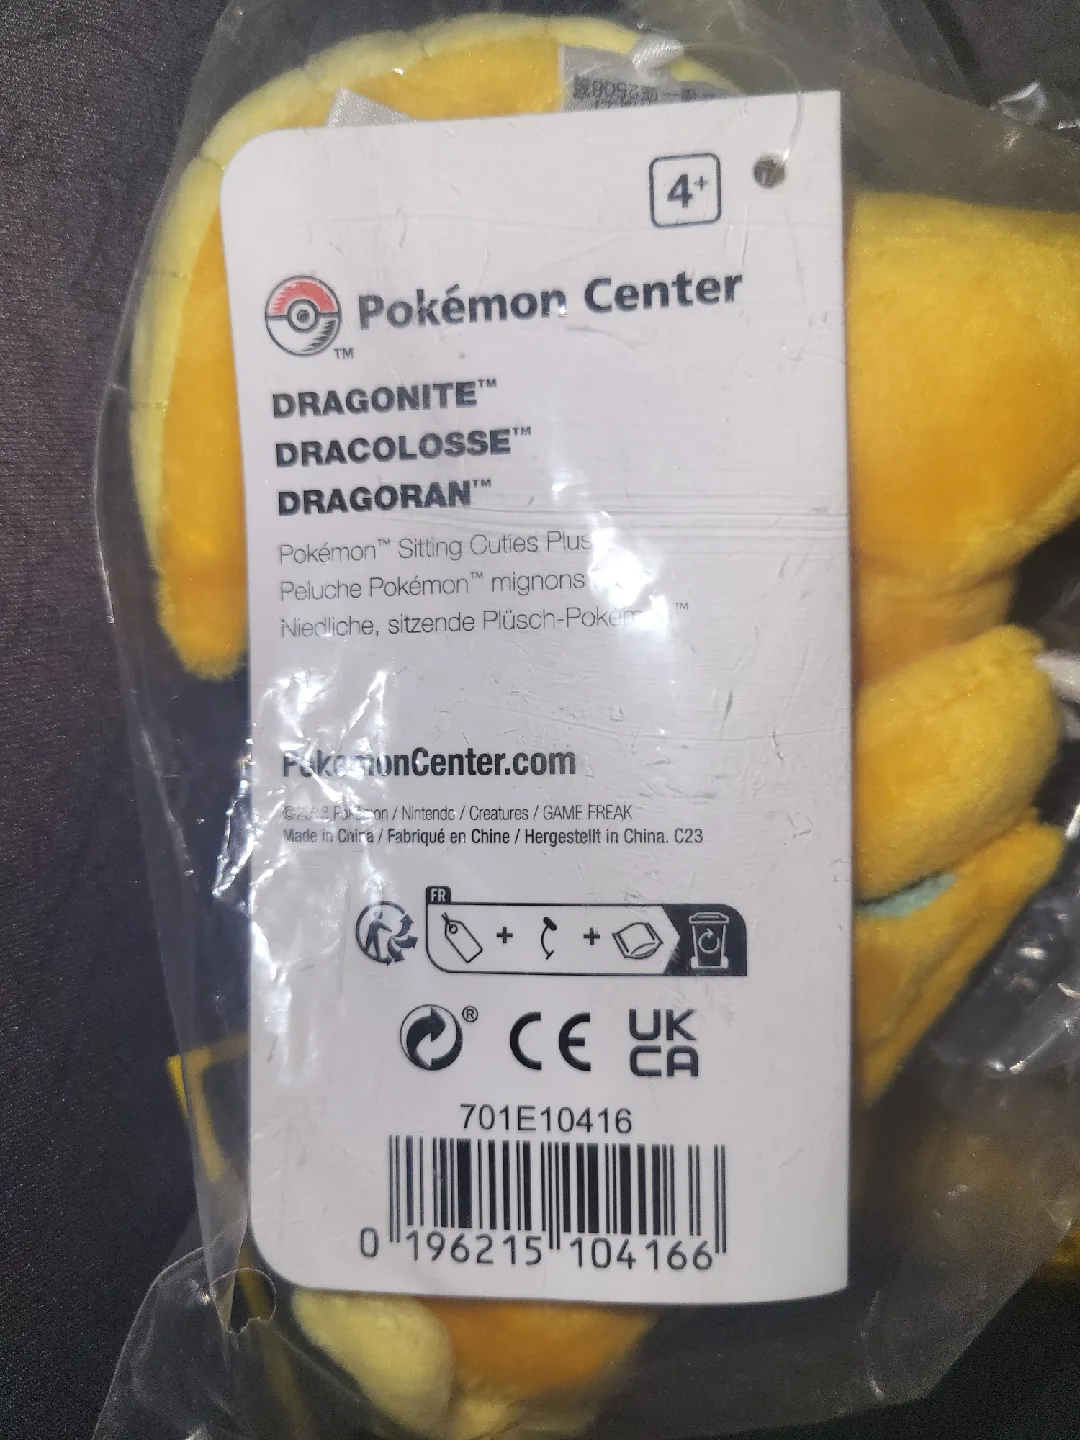 4+
Pokémon Center
TM
DRAGONITE™
DRACOLOSSE™
DRAGORAN™
Pokémon™ Sitting Cuties Plus
Peluche Pokémon™ mignons
Niedliche, sitzende Plüsch-Pokémon™
PokemonCenter.com
Pokémon / Nintendo / Creatures / GAME FREAK
Made in China / Fabriqué en Chine / Hergestellt in China. C23
FR
+ +
® CE UK
CA
701E10416
0 196215 104166